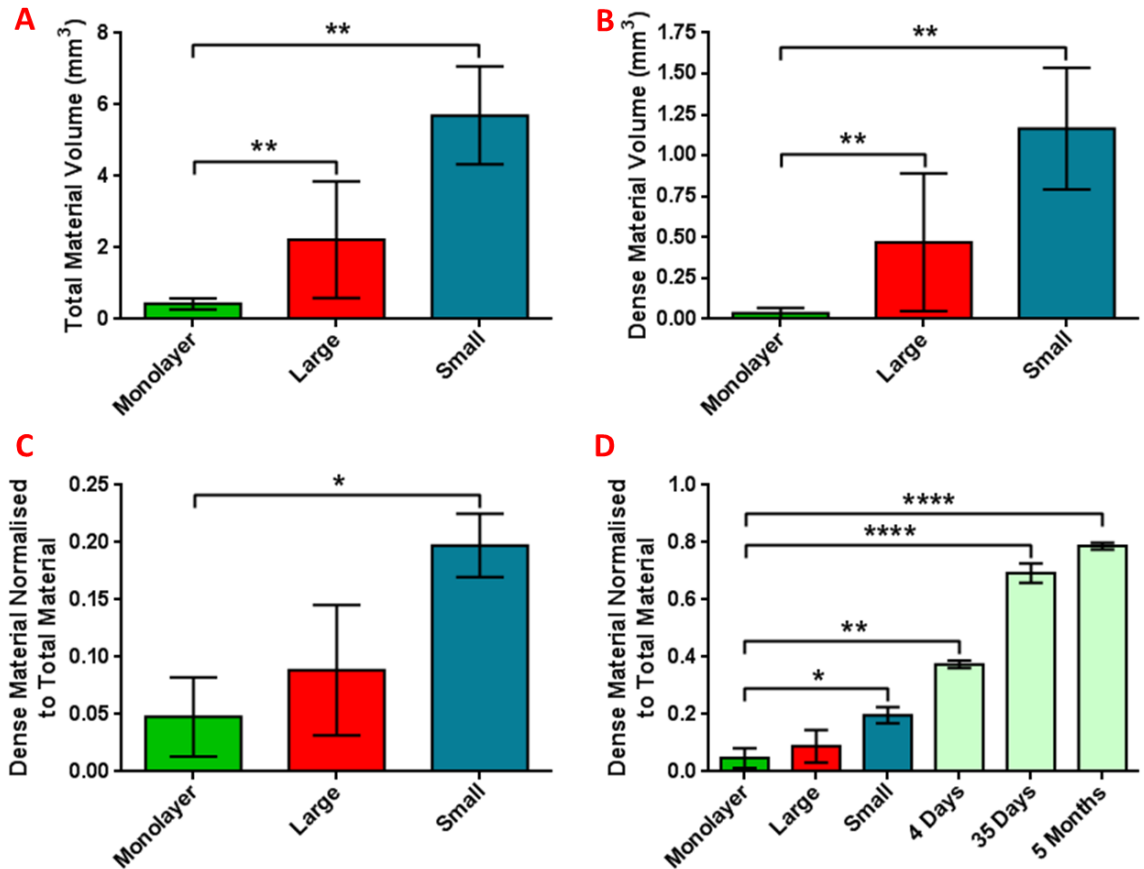 A
Total Material Volume (mm³)
8
6
4
2
0
**
**
Monolayer
Large
Small
B
Dense Material Volume (mm³)
1.75
1.50
1.25
1.00
0.75
0.50
0.25
0.00
**
**
Monolayer
Large
Small
C
Dense Material Normalised
to Total Material
0.25
0.20
0.15
0.10
0.05
0.00
*
Monolayer
Large
Small
D
Dense Material Normalised
to Total Material
1.0
0.8
0.6
0.4
0.2
0.0
****
****
**
*
Monolayer
Large
Small
4 Days
35 Days
5 Months